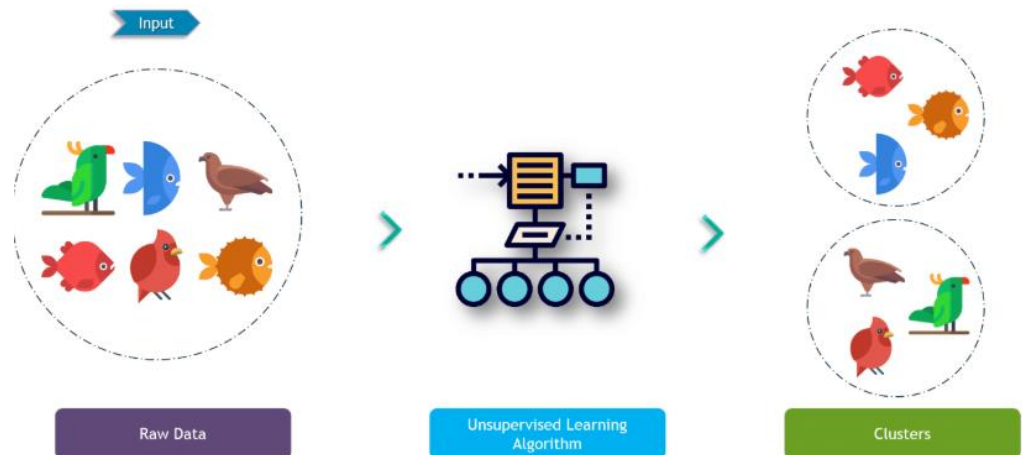 Input
Raw Data
Unsupervised Learning
Algorithm
Clusters